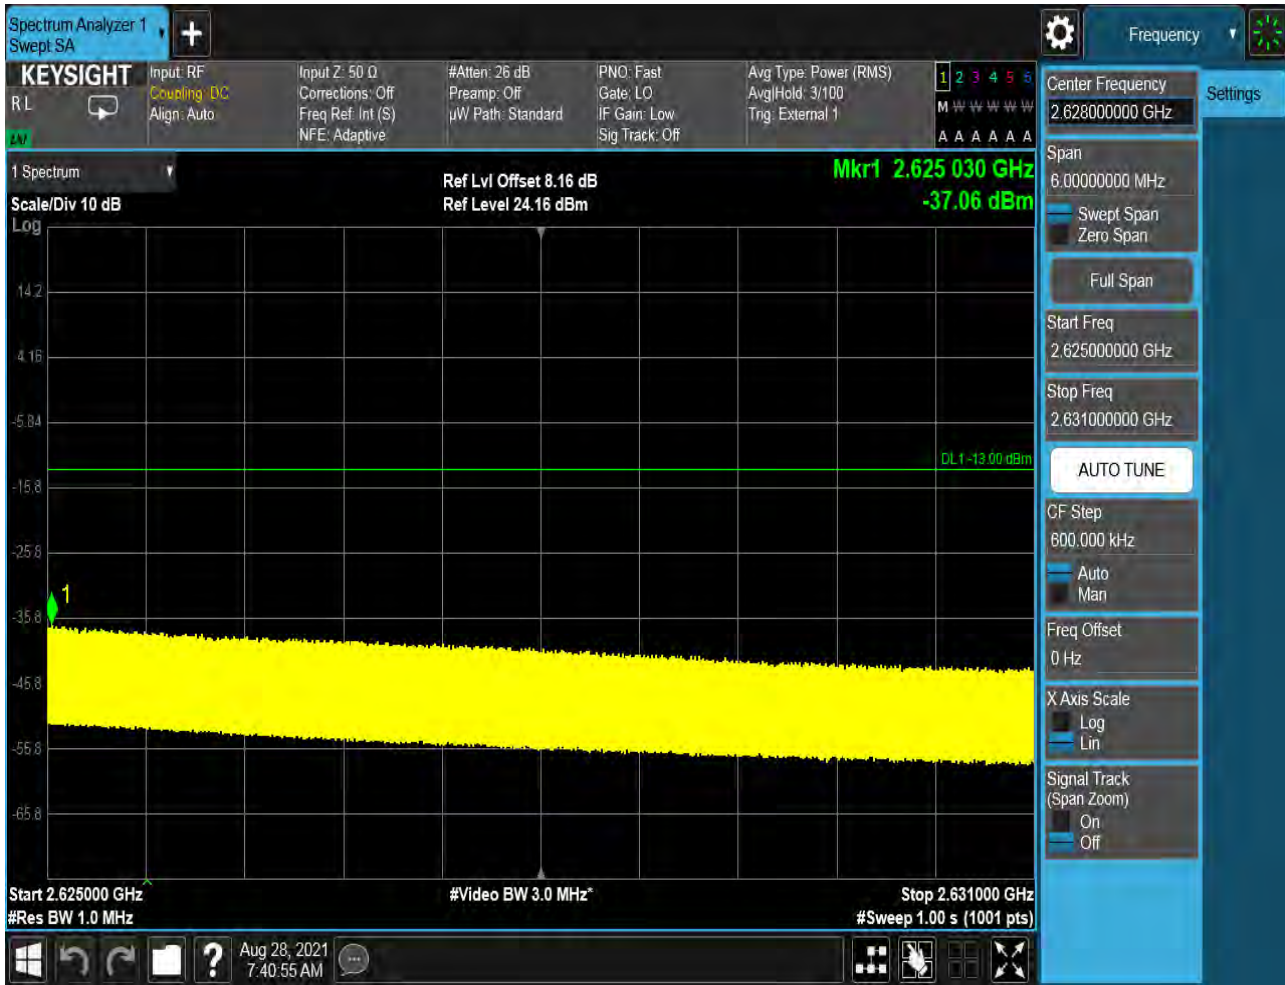 Spectrum Analyzer 1
Swept SA
Frequency
KEYSIGHT
R L
Input: RF
Coupling: DC
Align: Auto
Input Z: 50 Ω
Corrections: Off
Freq Ref: Int (S)
NFE: Adaptive
#Atten: 26 dB
Preamp: Off
µW Path: Standard
PNO: Fast
Gate: LO
IF Gain: Low
Sig Track: Off
Avg Type: Power (RMS)
Avg|Hold: 3/100
Trig: External 1
1 2 3 4 5 6
M W W W W W
A A A A A A
1 Spectrum
Scale/Div 10 dB
Log
Ref Lvl Offset 8.16 dB
Ref Level 24.16 dBm
Mkr1 2.625 030 GHz
-37.06 dBm
14.2
4.16
-5.84
-15.8
-25.8
-35.8
-45.8
-55.8
-65.8
DL1 -13.00 dBm
1
Start 2.625000 GHz
#Res BW 1.0 MHz
#Video BW 3.0 MHz*
Stop 2.631000 GHz
#Sweep 1.00 s (1001 pts)
Center Frequency
2.628000000 GHz
Settings
Span
6.00000000 MHz
Swept Span
Zero Span
Full Span
Start Freq
2.625000000 GHz
Stop Freq
2.631000000 GHz
AUTO TUNE
CF Step
600.000 kHz
Auto
Man
Freq Offset
0 Hz
X Axis Scale
Log
Lin
Signal Track
(Span Zoom)
On
Off
?
Aug 28, 2021
7:40:55 AM